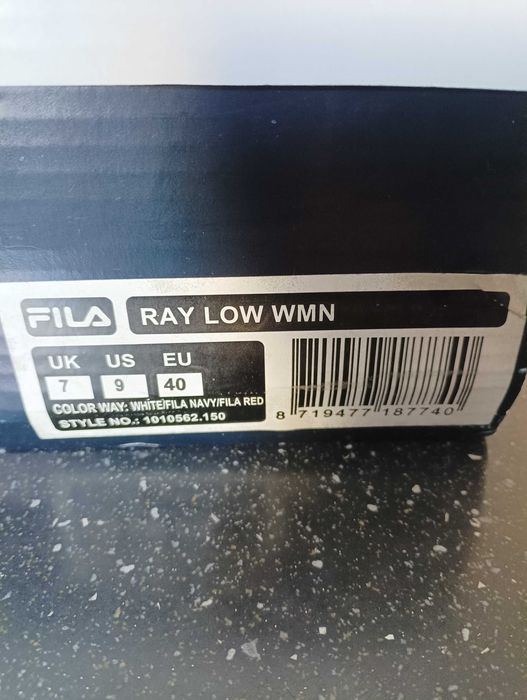 FILA RAY LOW WMN
UK US EU
7 9 40
COLOR WAY: WHITE/FILA NAVY/FILA RED
STYLE NO.: 1010562.150
8 719477 187740